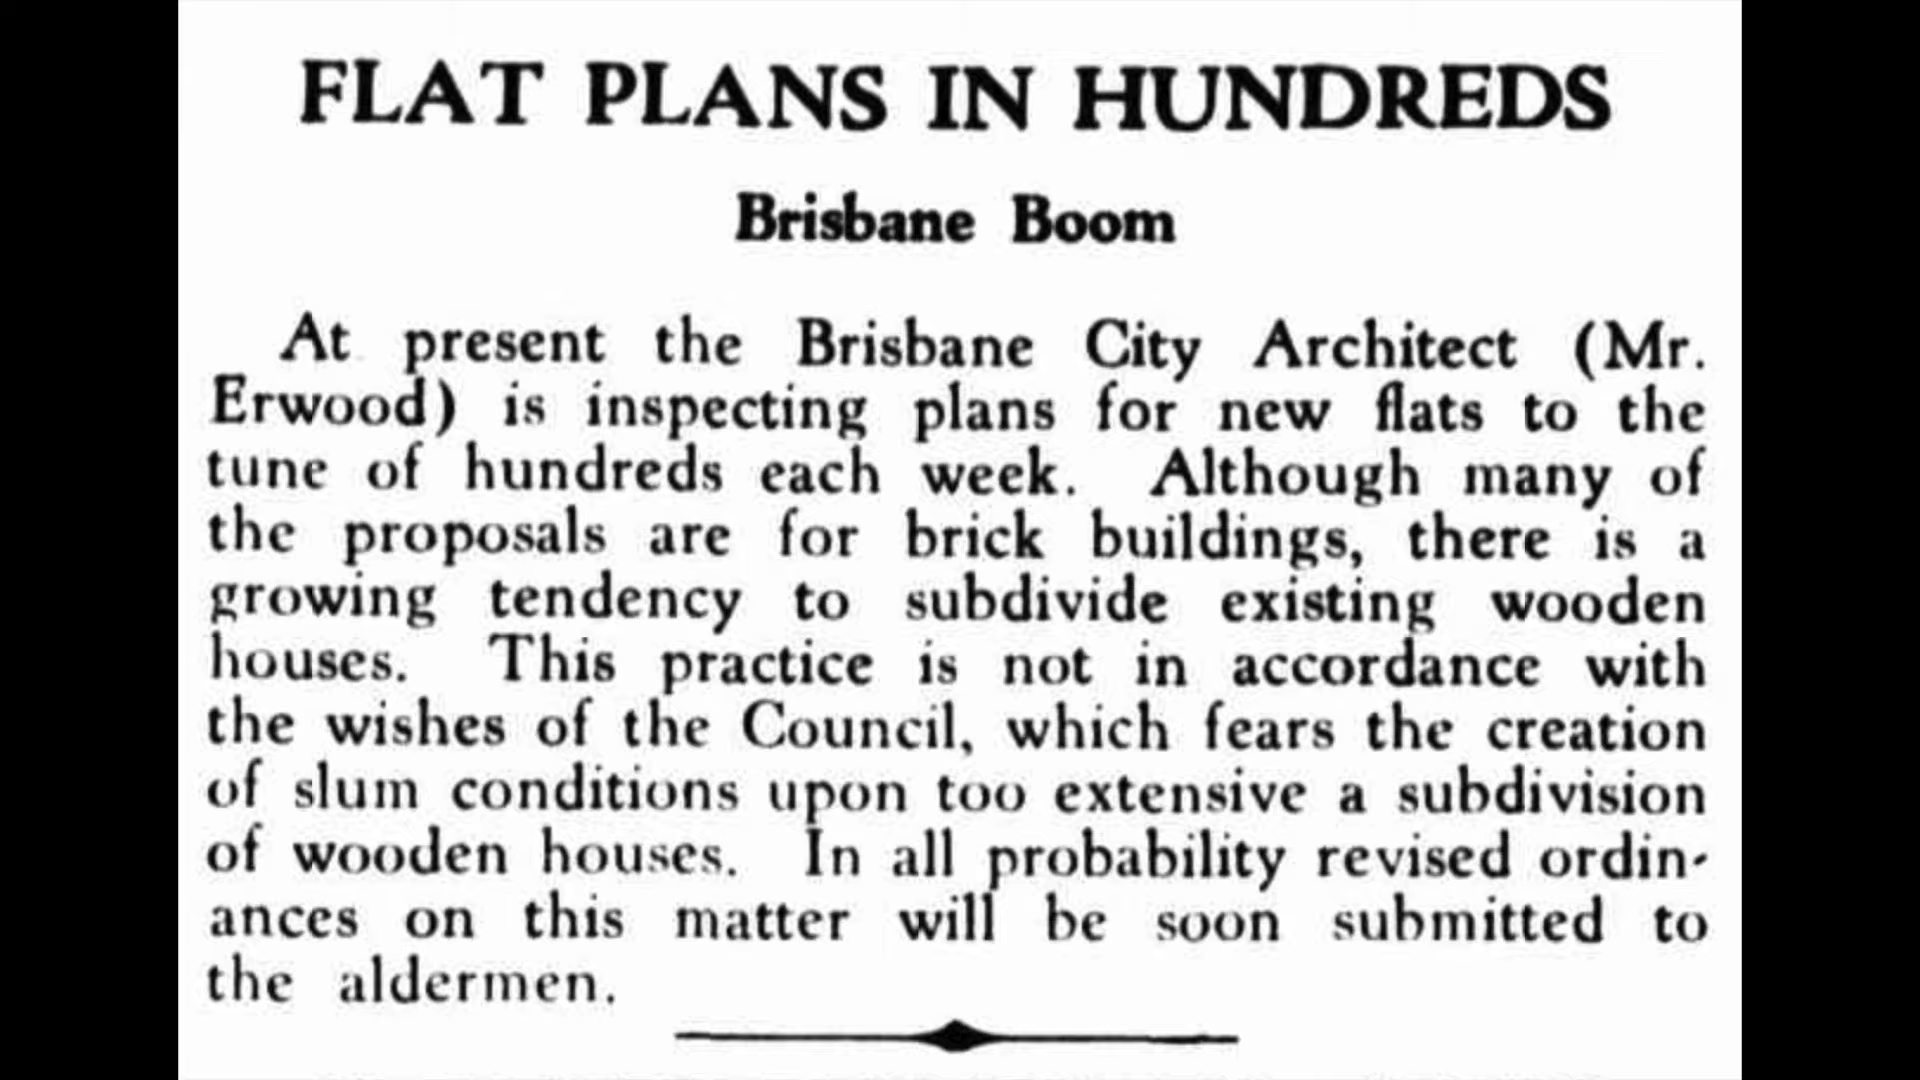 FLAT PLANS IN HUNDREDS
Brisbane Boom
At present the Brisbane City Architect (Mr.
Erwood) is inspecting plans for new flats to the
tune of hundreds each week. Although many of
the proposals are for brick buildings, there is a
growing tendency to subdivide existing wooden
houses. This practice is not in accordance with
the wishes of the Council, which fears the creation
of slum conditions upon too extensive a subdivision
of wooden houses. In all probability revised ordin-
ances on this matter will be soon submitted to
the aldermen.